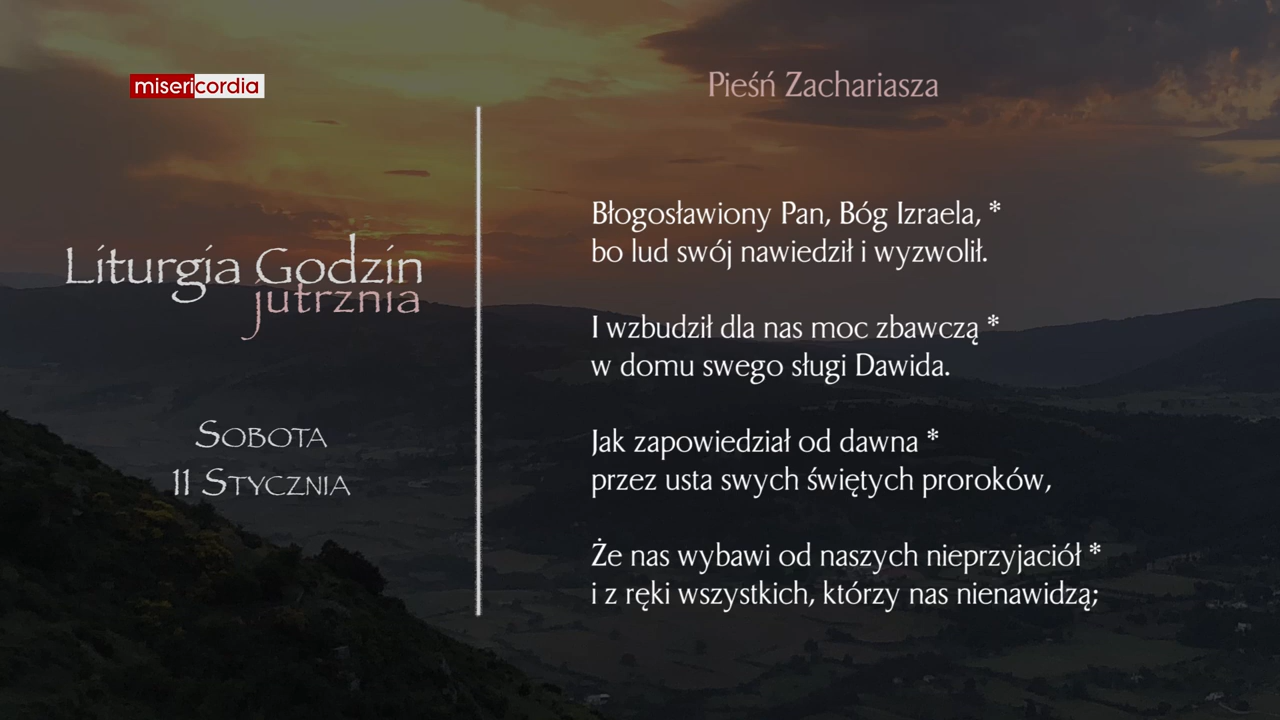 misericordia
Liturgia Godzin
jutrznia
Sobota
11 Stycznia
Pieśń Zachariasza
Błogosławiony Pan, Bóg Izraela, *
bo lud swój nawiedził i wyzwolił.
I wzbudził dla nas moc zbawczą *
w domu swego sługi Dawida.
Jak zapowiedział od dawna *
przez usta swych świętych proroków,
Że nas wybawi od naszych nieprzyjaciół *
i z ręki wszystkich, którzy nas nienawidzą;